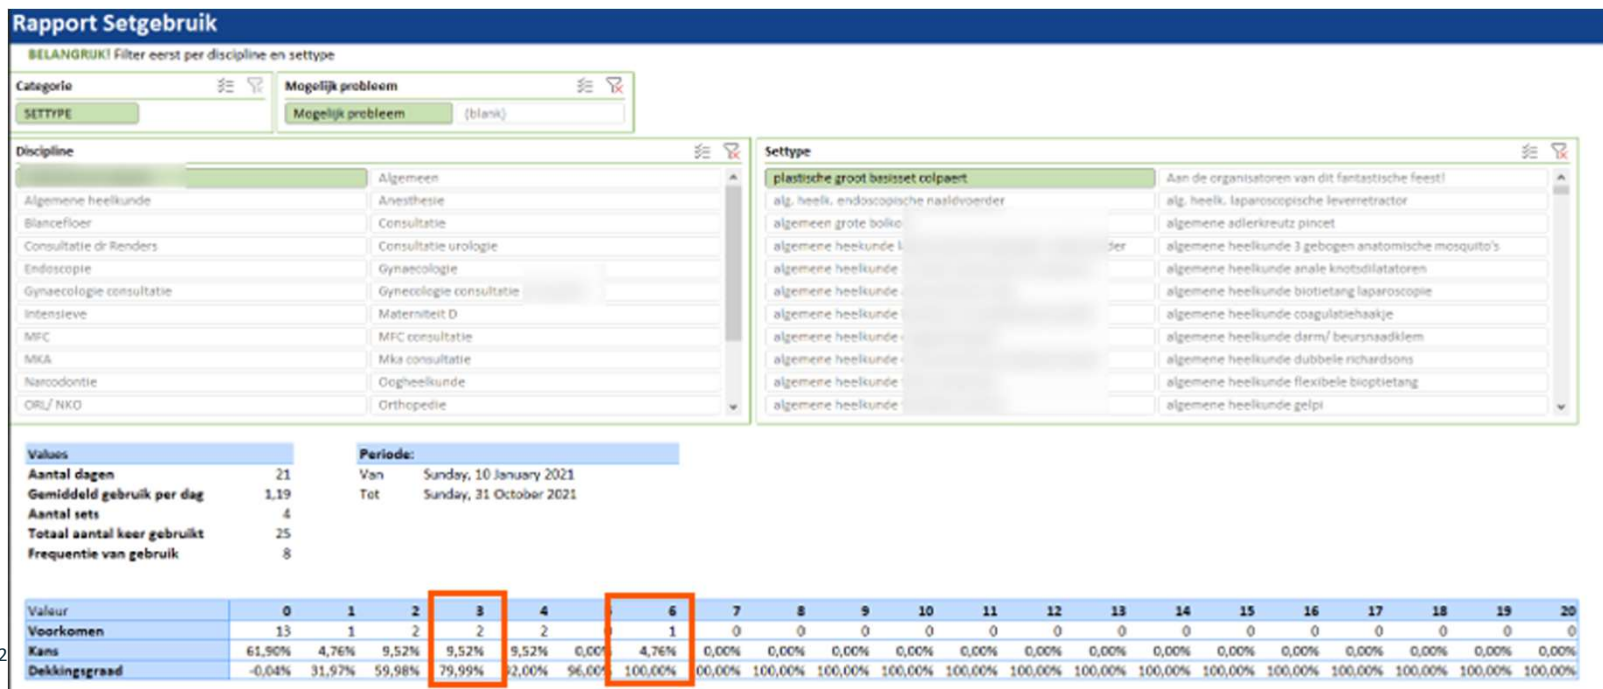 Rapport Setgebruik
BELANGRIJK! Filter eerst per discipline en settype
Categorie
SETTYPE
Mogelijk probleem
Mogelijk probleem (blank)
Discipline
Algemeen
Algemene heelkunde Anesthesie
Blancefloer Consultatie
Consultatie dr Renders Consultatie urologie
Endoscopie Gynaecologie
Gynaecologie consultatie Gynecologie consultatie
Intensieve Materniteit D
MFC MFC consultatie
MKA Mka consultatie
Narcodontie Oogheelkunde
ORL/ NKO Orthopedie
Settype
plastische groot basisset colpaert Aan de organisatoren van dit fantastische feest!
alg. heelk. endoscopische naaldvoerder alg. heelk. laparoscopische leverretractor
algemeen grote algemene adlerkreutz pincet
algemene heekunde algemene heelkunde 3 gebogen anatomische mosquito's
algemene heelkunde algemene heelkunde anale knotsdilatatoren
algemene heelkunde algemene heelkunde biotietang laparoscopie
algemene heelkunde algemene heelkunde coagulatiehaakje
algemene heelkunde algemene heelkunde darm/ beursnaadklem
algemene heelkunde algemene heelkunde dubbele richardsons
algemene heelkunde algemene heelkunde flexibele bioptietang
algemene heelkunde algemene heelkunde gelpi
Values
Aantal dagen 21
Gemiddeld gebruik per dag 1,19
Aantal sets 4
Totaal aantal keer gebruikt 25
Frequentie van gebruik 8
Periode:
Van Sunday, 10 January 2021
Tot Sunday, 31 October 2021
Valeur 0 1 2 3 4 6 7 8 9 10 11 12 13 14 15 16 17 18 19 20
Voorkomen 13 1 2 2 2 0 1 0 0 0 0 0 0 0 0 0 0 0 0 0 0
Kans 61,90% 4,76% 9,52% 9,52% 9,52% 0,00% 4,76% 0,00% 0,00% 0,00% 0,00% 0,00% 0,00% 0,00% 0,00% 0,00% 0,00% 0,00% 0,00% 0,00% 0,00%
Dekkingsgraad -0,04% 31,97% 59,98% 79,99% 92,00% 96,00% 100,00% 100,00% 100,00% 100,00% 100,00% 100,00% 100,00% 100,00% 100,00% 100,00% 100,00% 100,00% 100,00% 100,00% 100,00%
2